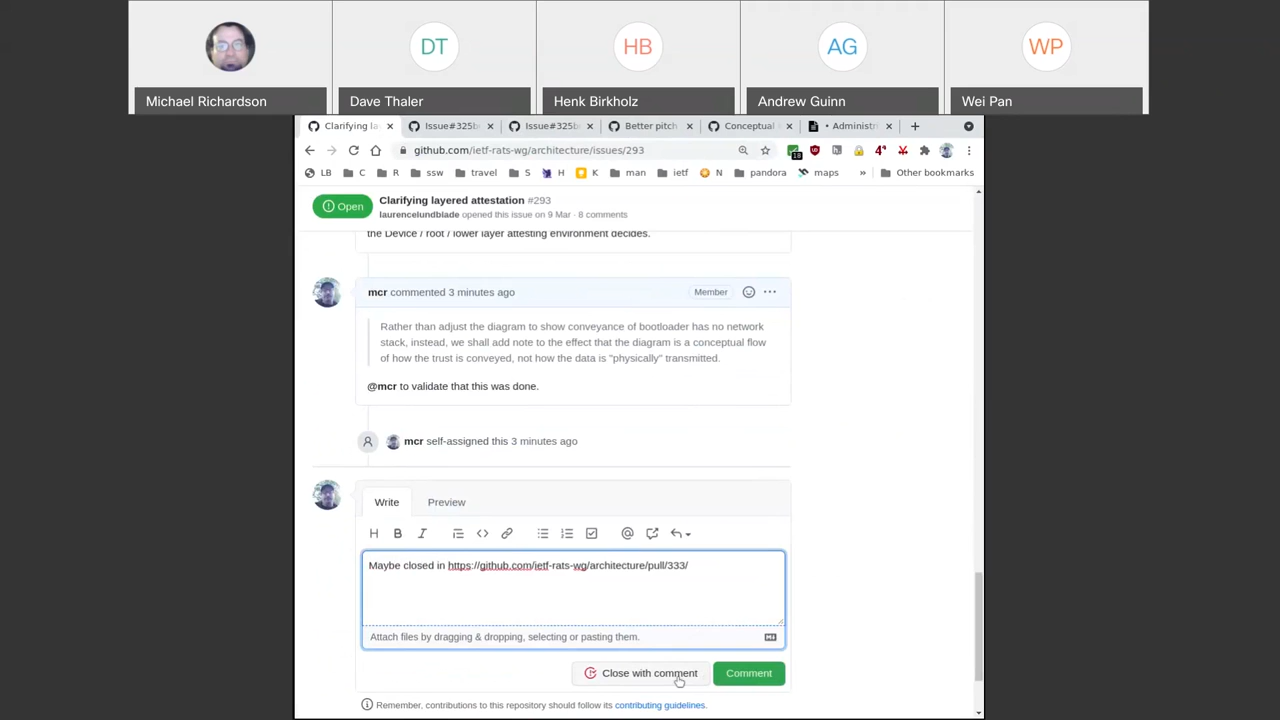 DT
HB
AG
WP
Michael Richardson
Dave Thaler
Henk Birkholz
Andrew Guinn
Wei Pan
Clarifying la
Issue#325b
Issue#325b
Better pitch
Conceptual
• Administr
github.com/ietf-rats-wg/architecture/issues/293
18
LB
C
R
ssw
travel
S
H
K
man
ietf
N
pandora
maps
»
Other bookmarks
Open
Clarifying layered attestation #293
laurencelundblade opened this issue on 9 Mar · 8 comments
the Device / root / lower layer attesting environment decides.
mcr commented 3 minutes ago
Member
Rather than adjust the diagram to show conveyance of bootloader has no network
stack, instead, we shall add note to the effect that the diagram is a conceptual flow
of how the trust is conveyed, not how the data is "physically" transmitted.
@mcr to validate that this was done.
mcr self-assigned this 3 minutes ago
Write
Preview
Maybe closed in https://github.com/ietf-rats-wg/architecture/pull/333/
Attach files by dragging & dropping, selecting or pasting them.
Close with comment
Comment
Remember, contributions to this repository should follow its contributing guidelines.